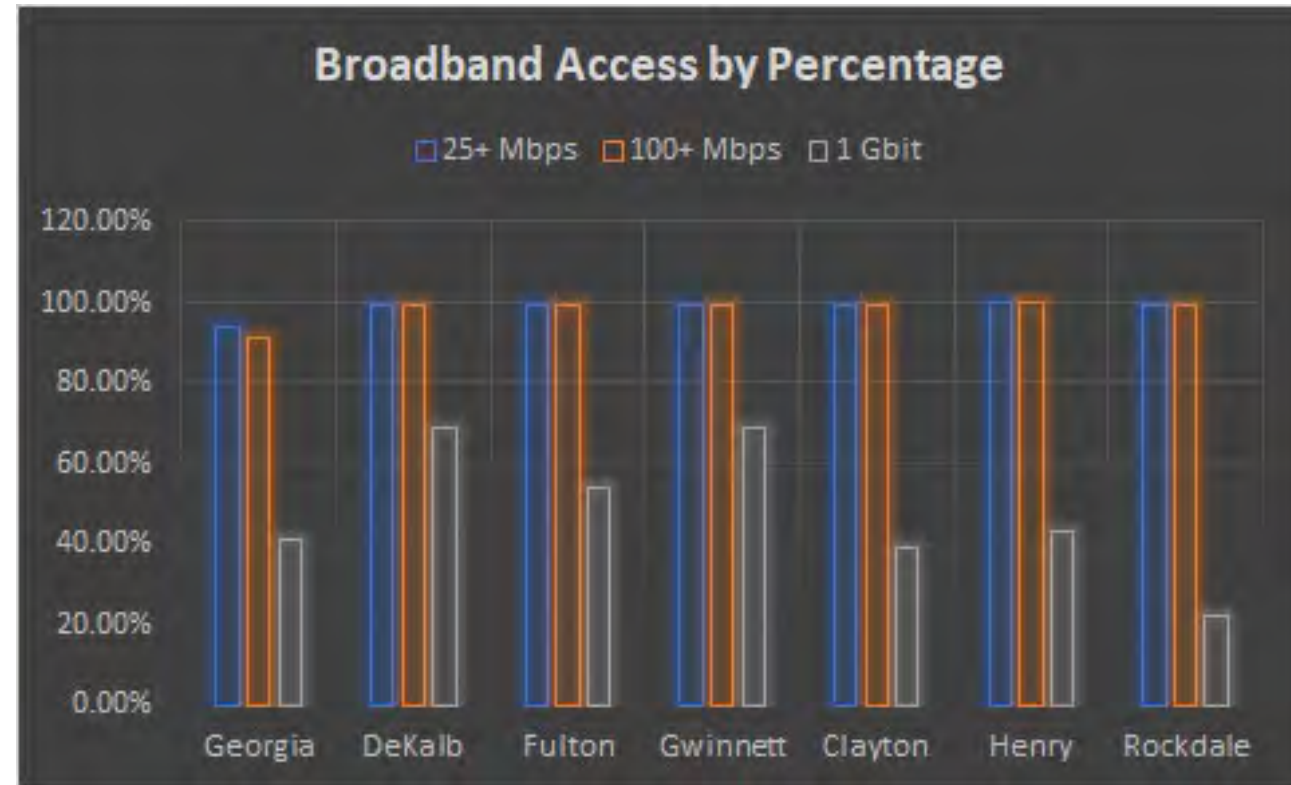 Broadband Access by Percentage
25+ Mbps 100+ Mbps 1 Gbit
120.00%
100.00%
80.00%
60.00%
40.00%
20.00%
0.00%
Georgia DeKalb Fulton Gwinnett Clayton Henry Rockdale